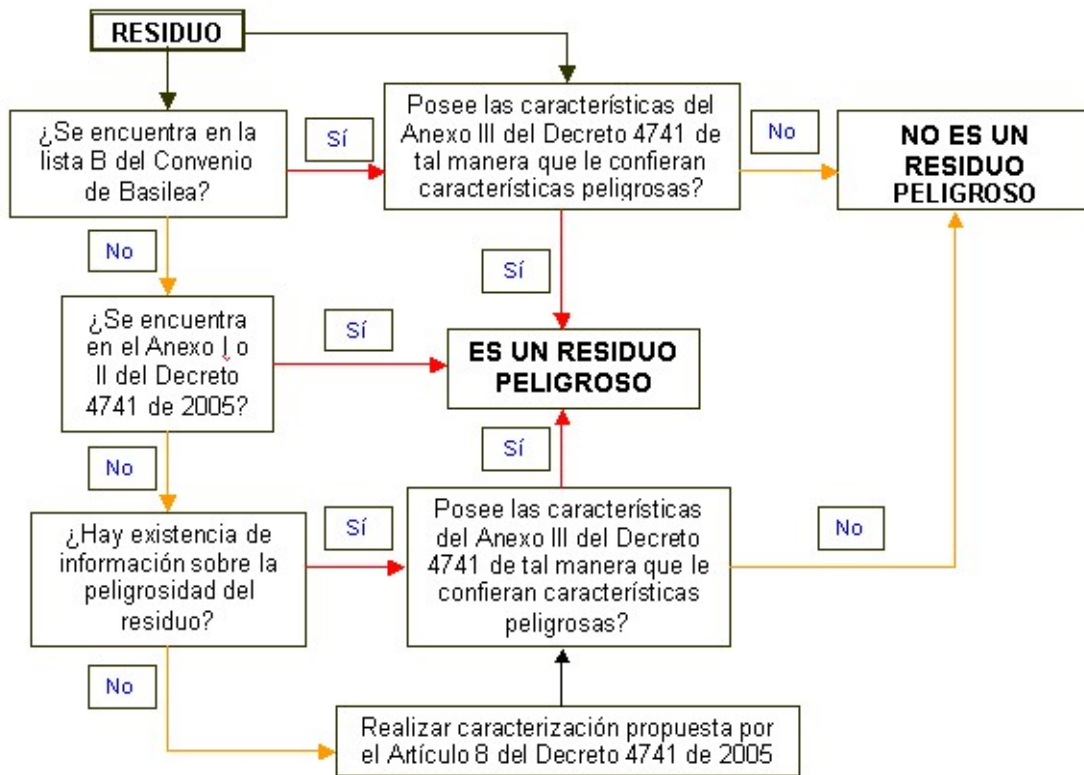 RESIDUO
¿Se encuentra en la
lista B del Convenio
de Basilea?
Sí
Posee las características del
Anexo III del Decreto 4741 de
tal manera que le confieran
características peligrosas?
No
NO ES UN
RESIDUO
PELIGROSO
No
Sí
¿Se encuentra
en el Anexo I o
II del Decreto
4741 de 2005?
Sí
ES UN RESIDUO
PELIGROSO
No
Sí
¿Hay existencia de
información sobre la
peligrosidad del
residuo?
Sí
Posee las características
del Anexo III del Decreto
4741 de tal manera que le
confieran características
peligrosas?
No
No
Realizar caracterización propuesta por
el Artículo 8 del Decreto 4741 de 2005